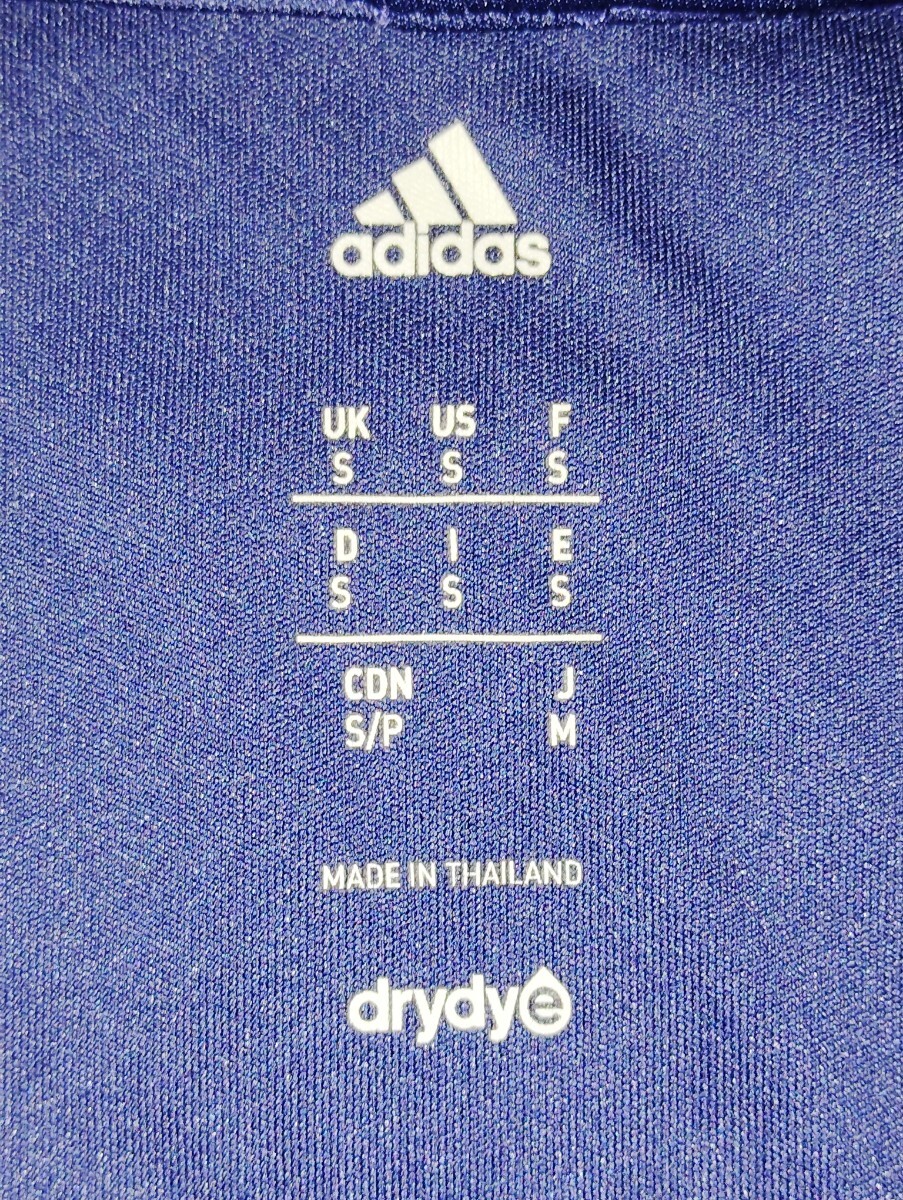 adidas
UK US F
S S S
D I E
S S S
CDN J
S/P M
MADE IN THAILAND
drydye